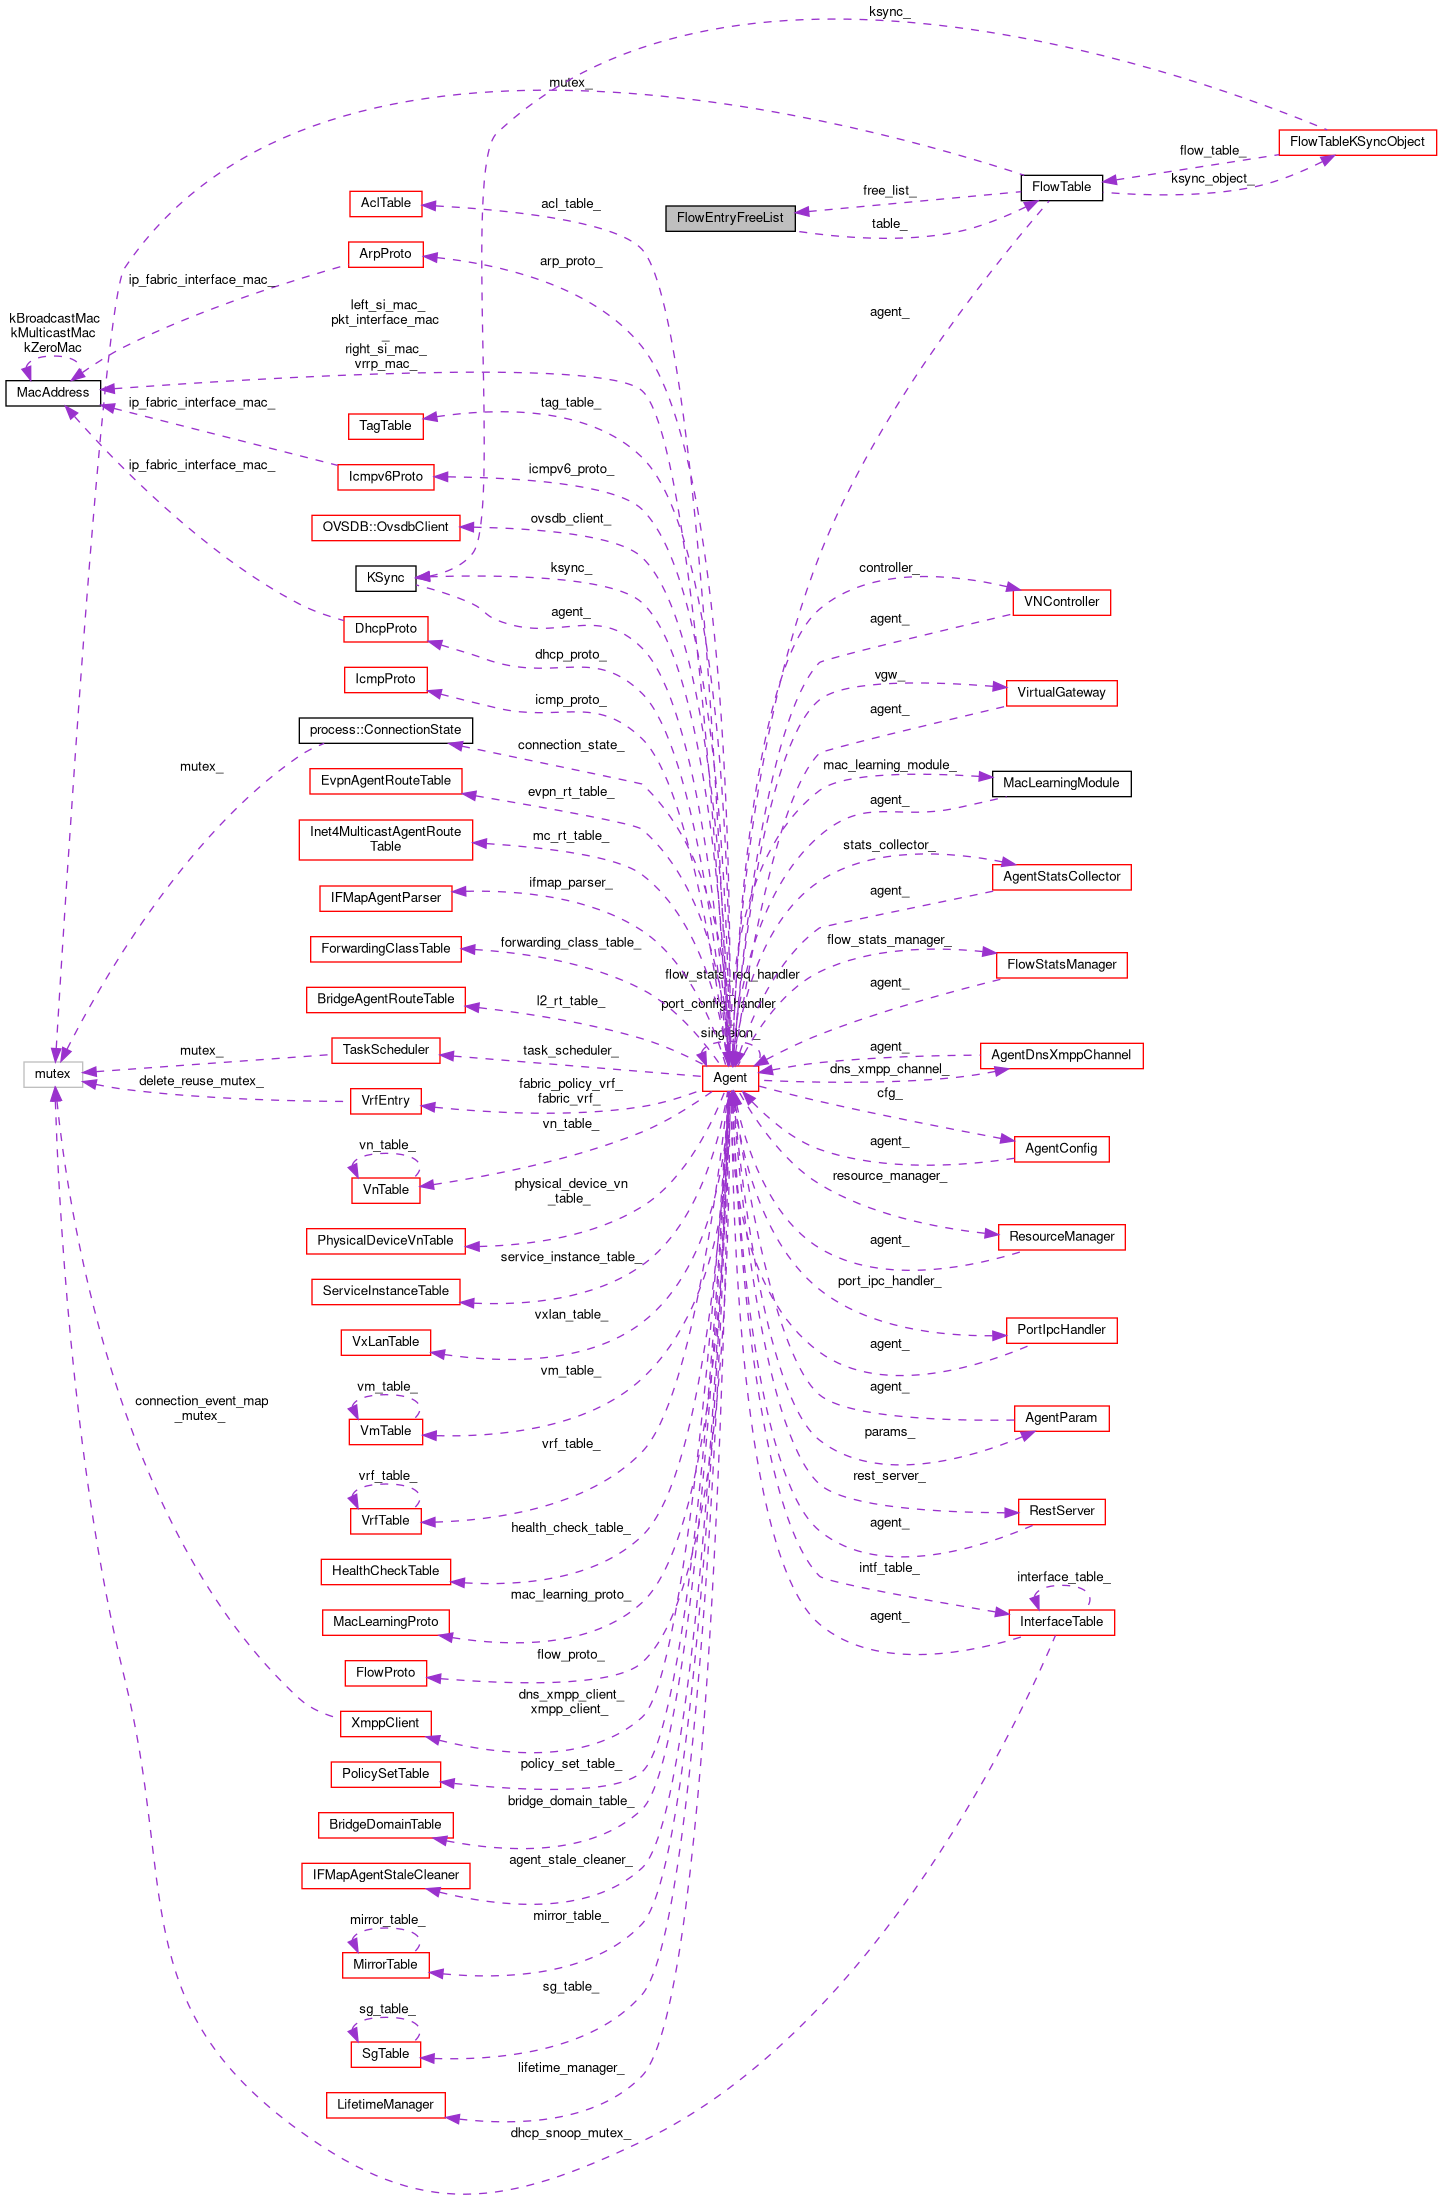 ksync_
mutex_
FlowTableKSyncObject
flow_table_
ksync_object_
FlowTable
free_list_
FlowEntryFreeList
table_
AclTable
acl_table_
ArpProto
arp_proto_
ip_fabric_interface_mac_
agent_
left_si_mac_
pkt_interface_mac
_
right_si_mac_
vrrp_mac_
kBroadcastMac
kMulticastMac
kZeroMac
MacAddress
ip_fabric_interface_mac_
TagTable
tag_table_
ip_fabric_interface_mac_
Icmpv6Proto
icmpv6_proto_
OVSDB::OvsdbClient
ovsdb_client_
KSync
ksync_
controller_
VNController
agent_
agent_
DhcpProto
dhcp_proto_
IcmpProto
icmp_proto_
vgw_
VirtualGateway
agent_
process::ConnectionState
connection_state_
mutex_
EvpnAgentRouteTable
evpn_rt_table_
mac_learning_module_
MacLearningModule
agent_
Inet4MulticastAgentRoute
Table
mc_rt_table_
stats_collector_
AgentStatsCollector
agent_
IFMapAgentParser
ifmap_parser_
ForwardingClassTable
forwarding_class_table_
flow_stats_manager_
FlowStatsManager
agent_
flow_stats_req_handler
_
port_config_handler
_
singleton_
BridgeAgentRouteTable
l2_rt_table_
TaskScheduler
task_scheduler_
mutex_
mutex
delete_reuse_mutex_
Agent
agent_
AgentDnsXmppChannel
dns_xmpp_channel_
VrfEntry
fabric_policy_vrf_
fabric_vrf_
cfg_
AgentConfig
agent_
vn_table_
vn_table_
VnTable
resource_manager_
ResourceManager
agent_
physical_device_vn
_table_
PhysicalDeviceVnTable
service_instance_table_
ServiceInstanceTable
port_ipc_handler_
PortIpcHandler
agent_
vxlan_table_
VxLanTable
vm_table_
vm_table_
VmTable
agent_
AgentParam
params_
connection_event_map
_mutex_
vrf_table_
vrf_table_
VrfTable
rest_server_
RestServer
agent_
health_check_table_
HealthCheckTable
intf_table_
interface_table_
InterfaceTable
agent_
mac_learning_proto_
MacLearningProto
flow_proto_
FlowProto
dns_xmpp_client_
xmpp_client_
XmppClient
policy_set_table_
PolicySetTable
bridge_domain_table_
BridgeDomainTable
agent_stale_cleaner_
IFMapAgentStaleCleaner
mirror_table_
mirror_table_
MirrorTable
sg_table_
sg_table_
SgTable
lifetime_manager_
LifetimeManager
dhcp_snoop_mutex_